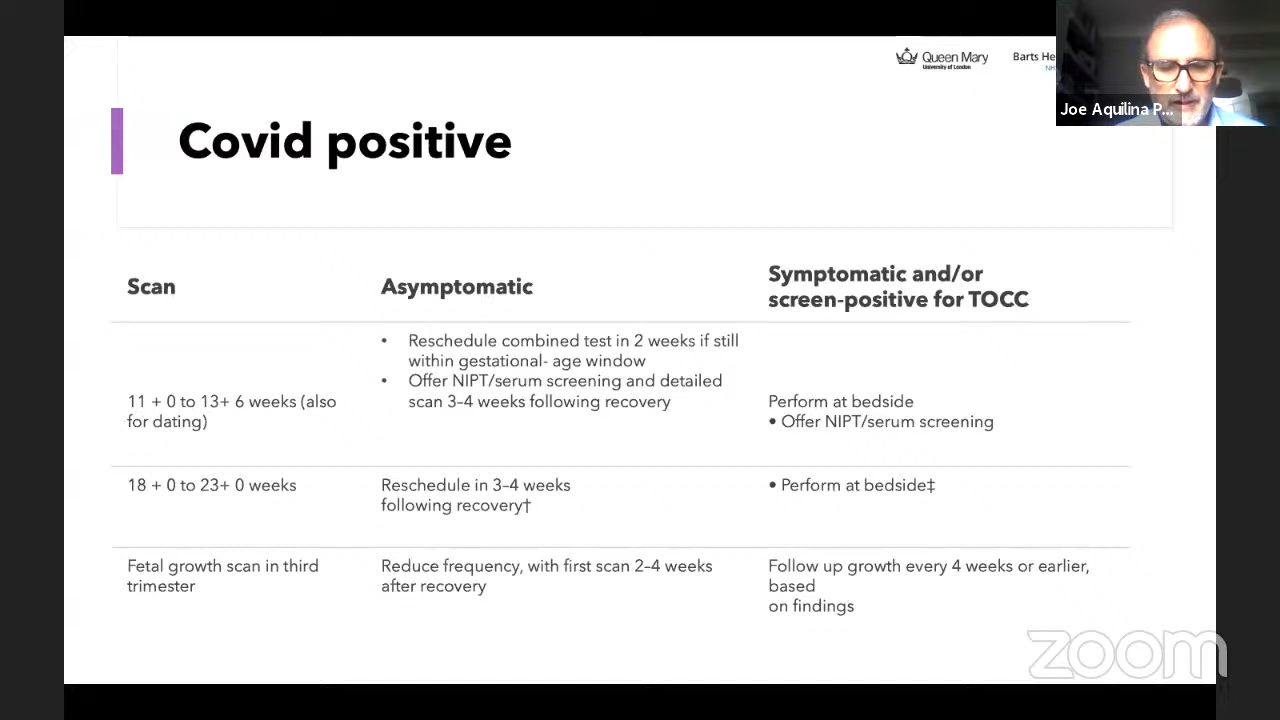 Queen Mary
University of London
Barts He
NH
Joe Aquilina P...
Covid positive
Scan
Asymptomatic
Symptomatic and/or
screen-positive for TOCC
11 + 0 to 13+ 6 weeks (also
for dating)
• Reschedule combined test in 2 weeks if still
within gestational- age window
• Offer NIPT/serum screening and detailed
scan 3–4 weeks following recovery
Perform at bedside
• Offer NIPT/serum screening
18 + 0 to 23+ 0 weeks
Reschedule in 3–4 weeks
following recovery†
• Perform at bedside‡
Fetal growth scan in third
trimester
Reduce frequency, with first scan 2–4 weeks
after recovery
Follow up growth every 4 weeks or earlier,
based
on findings
zoom